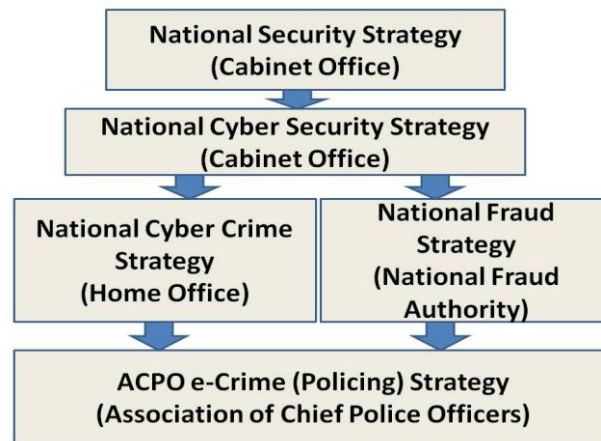 National Security Strategy
(Cabinet Office)
National Cyber Security Strategy
(Cabinet Office)
National Cyber Crime
Strategy
(Home Office)
National Fraud
Strategy
(National Fraud
Authority)
ACPO e-Crime (Policing) Strategy
(Association of Chief Police Officers)